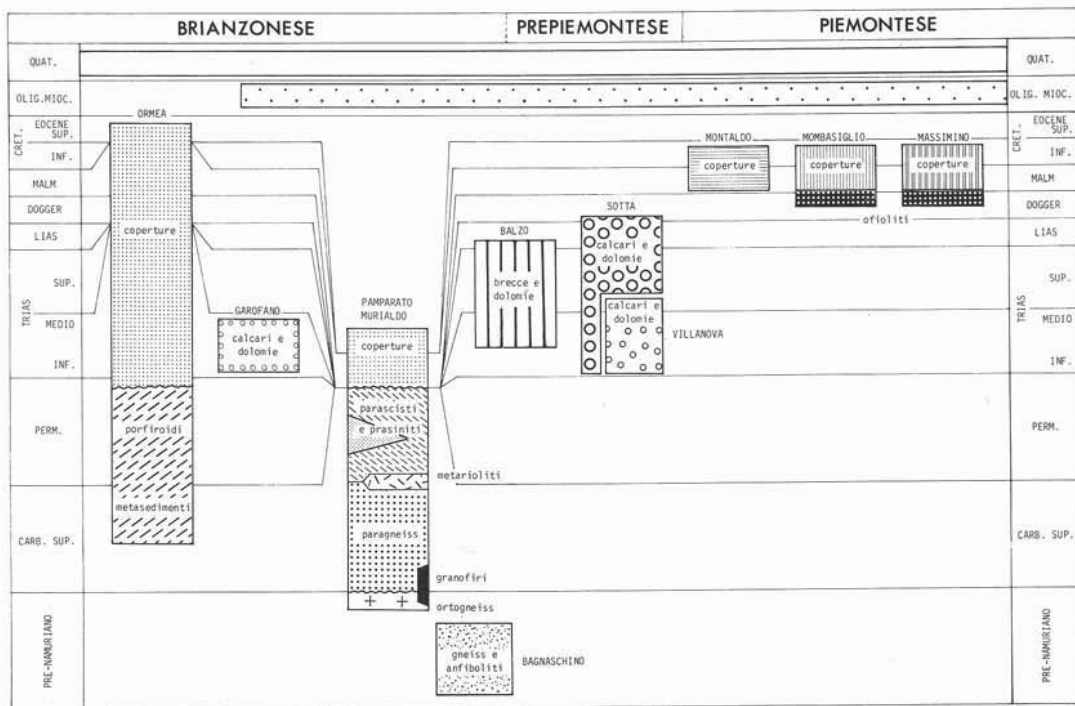 BRIANZONESE
PREPIEMONTESE
PIEMONTESE
QUAT.
OLIG.MIOC.
CRET.
EOCENE
SUP.
INF.
MALM
DOGGER
LIAS
TRIAS
SUP.
MEDIO
INF.
PERM.
CARB. SUP.
PRE-NAMURIANO
ORMEA
coperture
porfiroidi
metasedimenti
GAROFANO
calcari e
dolomie
PAMPARATO
MURIALDO
coperture
parascisti
e prasiniti
metarioliti
paragneiss
granofiri
ortogneiss
gneiss e
anfiboliti
BAGNASCHINO
BALZO
brecce e
dolomie
SOTTA
calcari e
dolomie
calcari e
dolomie
VILLANOVA
MONTALDO
coperture
MOMBASIGLIO
coperture
MASSIMINO
coperture
ofioliti
QUAT.
OLIG. MIOC.
CRET.
EOCENE
SUP.
INF.
MALM
DOGGER
LIAS
TRIAS
SUP.
MEDIO
INF.
PERM.
CARB. SUP.
PRE-NAMURIANO